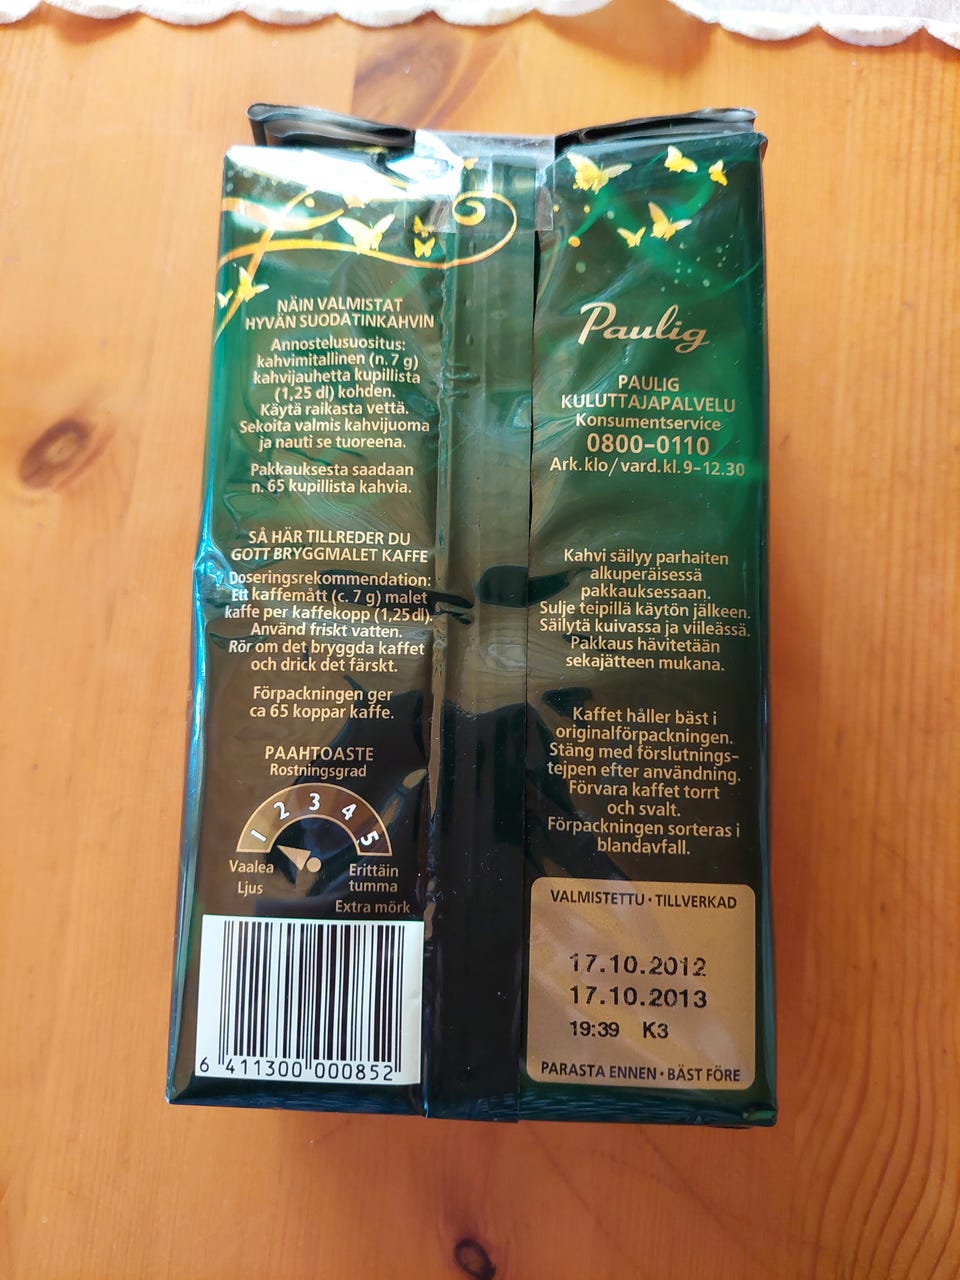 NÄIN VALMISTAT
HYVÄN SUODATINKAHVIN
Annostelusuositus:
kahvimitallinen (n. 7 g)
kahvijauhetta kupillista
(1,25 dl) kohden.
Käytä raikasta vettä.
Sekoita valmis kahvijuoma
ja nauti se tuoreena.
Pakkauksesta saadaan
n. 65 kupillista kahvia.
SÅ HÄR TILLREDER DU
GOTT BRYGGMALET KAFFE
Doseringsrekommendation:
Ett kaffemått (c. 7 g) malet
kaffe per kaffekopp (1,25 dl).
Använd friskt vatten.
Rör om det bryggda kaffet
och drick det färskt.
Förpackningen ger
ca 65 koppar kaffe.
PAAHTOASTE
Rostningsgrad
1 2 3 4 5
Vaalea
Ljus
Erittäin
tumma
Extra mörk
6 411300 000852
Paulig
PAULIG
KULUTTAJAPALVELU
Konsumentservice
0800-0110
Ark. klo/vard. kl. 9-12.30
Kahvi säilyy parhaiten
alkuperäisessä
pakkauksessaan.
Sulje teipillä käytön jälkeen.
Säilytä kuivassa ja viileässä.
Pakkaus hävitetään
sekajätteen mukana.
Kaffet håller bäst i
originalförpackningen.
Stäng med förslutnings-
tejpen efter användning.
Förvara kaffet torrt
och svalt.
Förpackningen sorteras i
blandavfall.
VALMISTETTU • TILLVERKAD
17.10.2012
17.10.2013
19:39 K3
PARASTA ENNEN • BÄST FÖRE